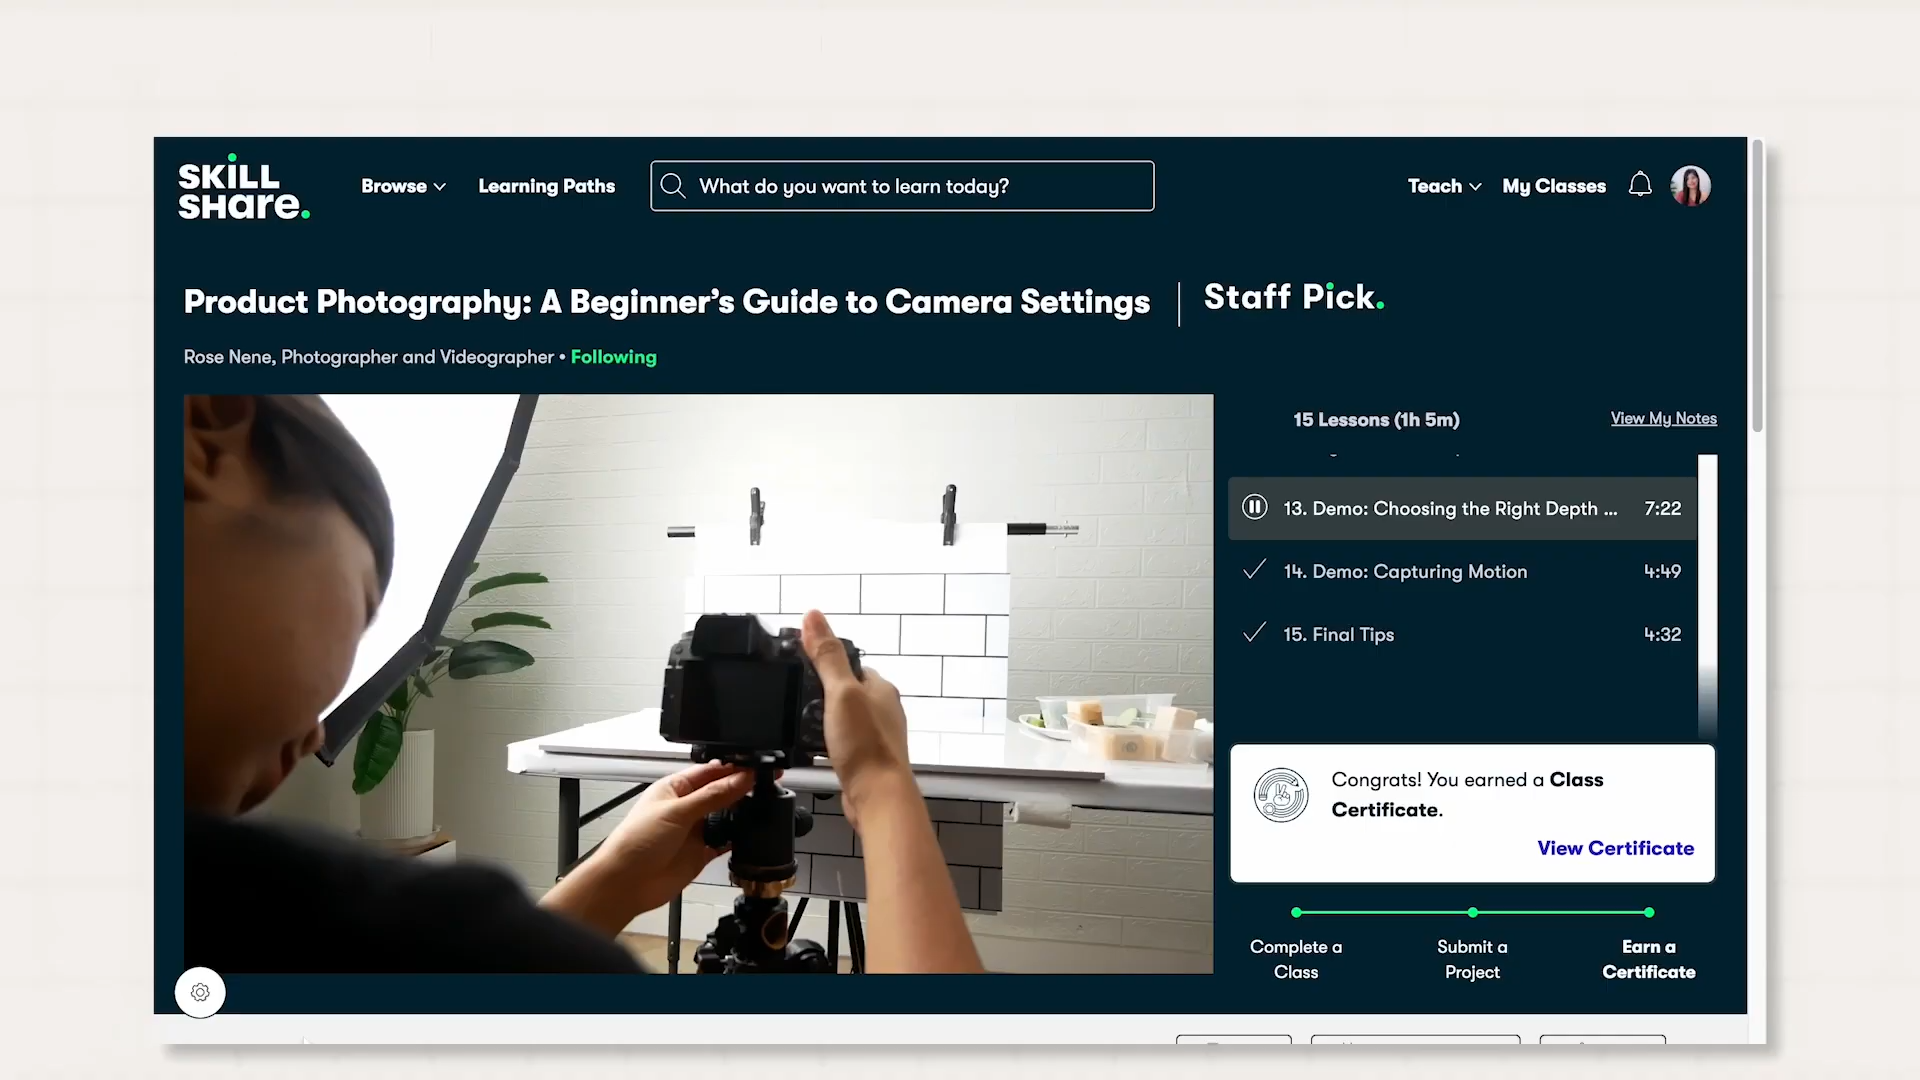 SKILL
SHare.
Browse
Learning Paths
What do you want to learn today?
Teach
My Classes
Product Photography: A Beginner's Guide to Camera Settings
Staff Pick.
Rose Nene, Photographer and Videographer • Following
15 Lessons (1h 5m)
View My Notes
13. Demo: Choosing the Right Depth ... 7:22
14. Demo: Capturing Motion 4:49
15. Final Tips 4:32
Congrats! You earned a Class
Certificate.
View Certificate
Complete a
Class
Submit a
Project
Earn a
Certificate